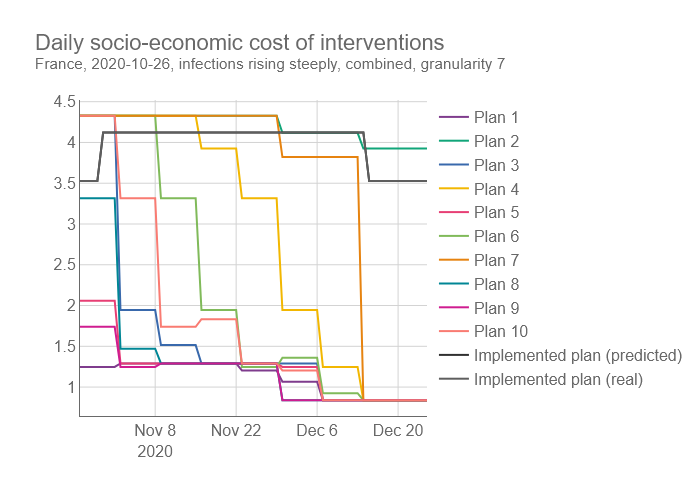 Daily socio-economic cost of interventions
France, 2020-10-26, infections rising steeply, combined, granularity 7
4.5
4
3.5
3
2.5
2
1.5
1
Nov 8
2020
Nov 22
Dec 6
Dec 20
Plan 1
Plan 2
Plan 3
Plan 4
Plan 5
Plan 6
Plan 7
Plan 8
Plan 9
Plan 10
Implemented plan (predicted)
Implemented plan (real)